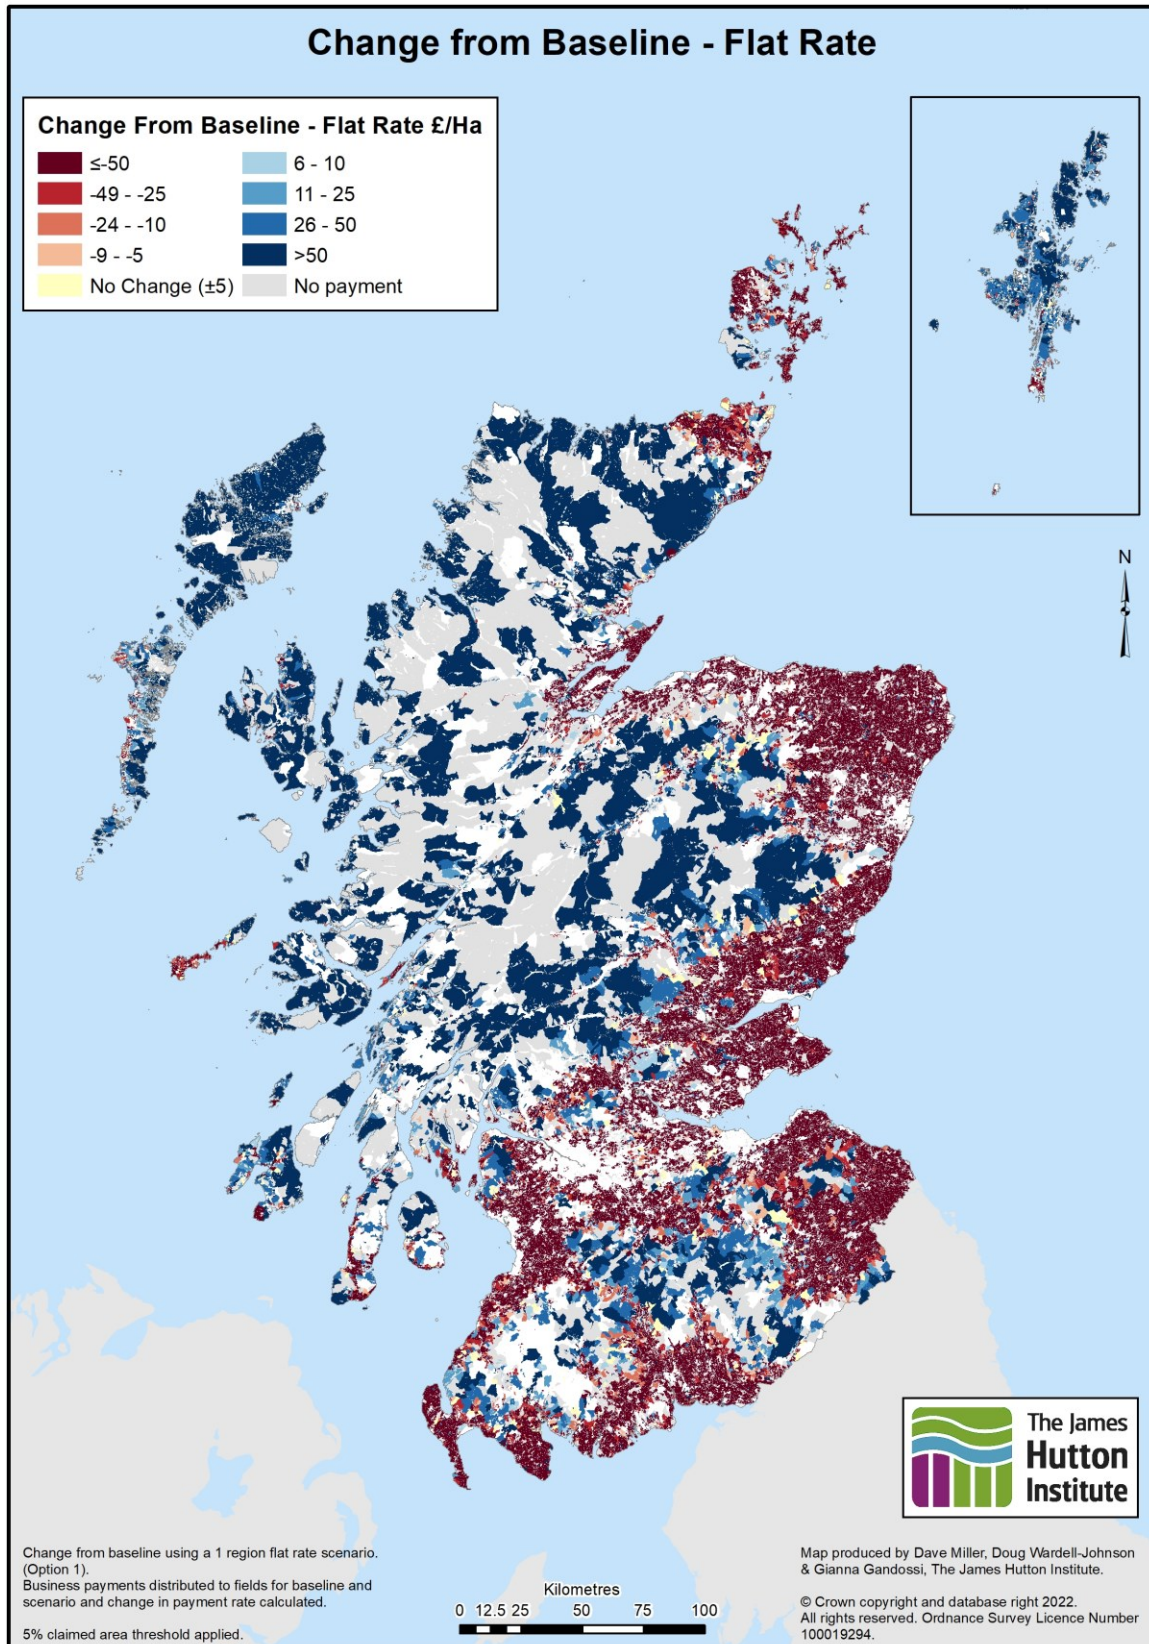 Change from Baseline - Flat Rate
Change From Baseline - Flat Rate £/Ha
≤-50
-49 - -25
-24 - -10
-9 - -5
No Change (±5)
6 - 10
11 - 25
26 - 50
>50
No payment
N
The James
Hutton
Institute
Change from baseline using a 1 region flat rate scenario.
(Option 1).
Business payments distributed to fields for baseline and
scenario and change in payment rate calculated.
5% claimed area threshold applied.
Kilometres
0 12.5 25 50 75 100
Map produced by Dave Miller, Doug Wardell-Johnson
& Gianna Gandossi, The James Hutton Institute.
© Crown copyright and database right 2022.
All rights reserved. Ordnance Survey Licence Number
100019294.